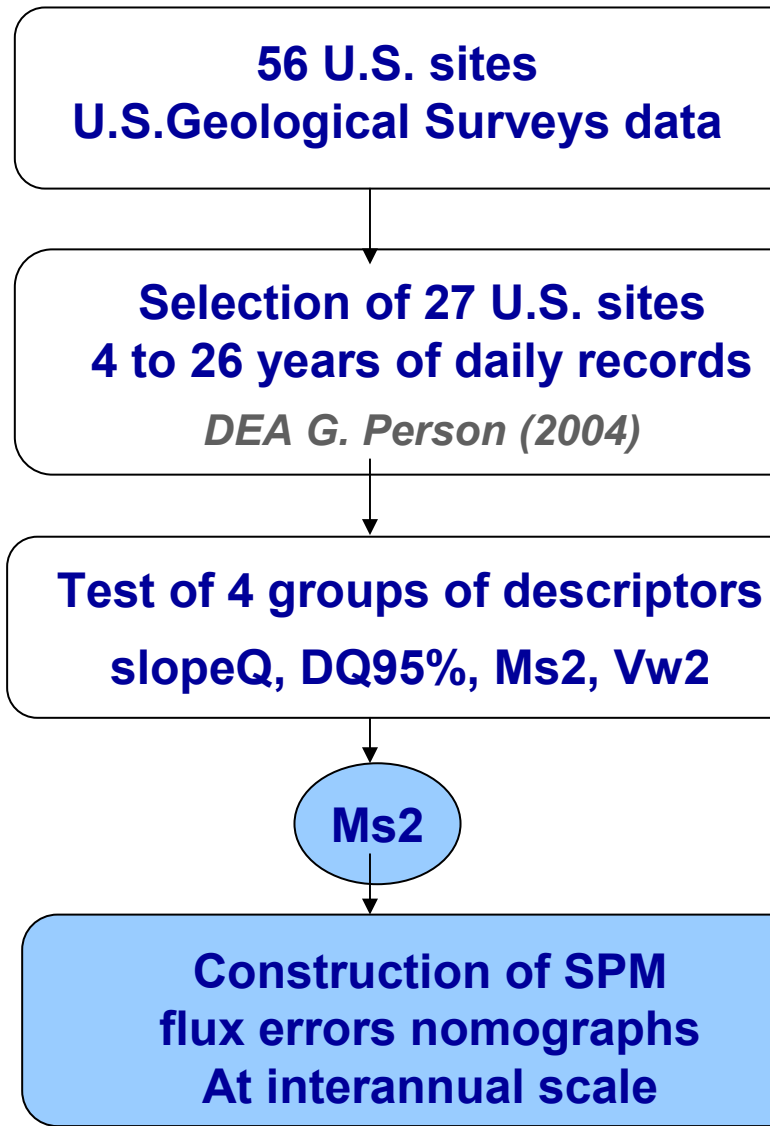 56 U.S. sites
U.S.Geological Surveys data
Selection of 27 U.S. sites
4 to 26 years of daily records
DEA G. Person (2004)
Test of 4 groups of descriptors
slopeQ, DQ95%, Ms2, Vw2
Ms2
Construction of SPM
flux errors nomographs
At interannual scale